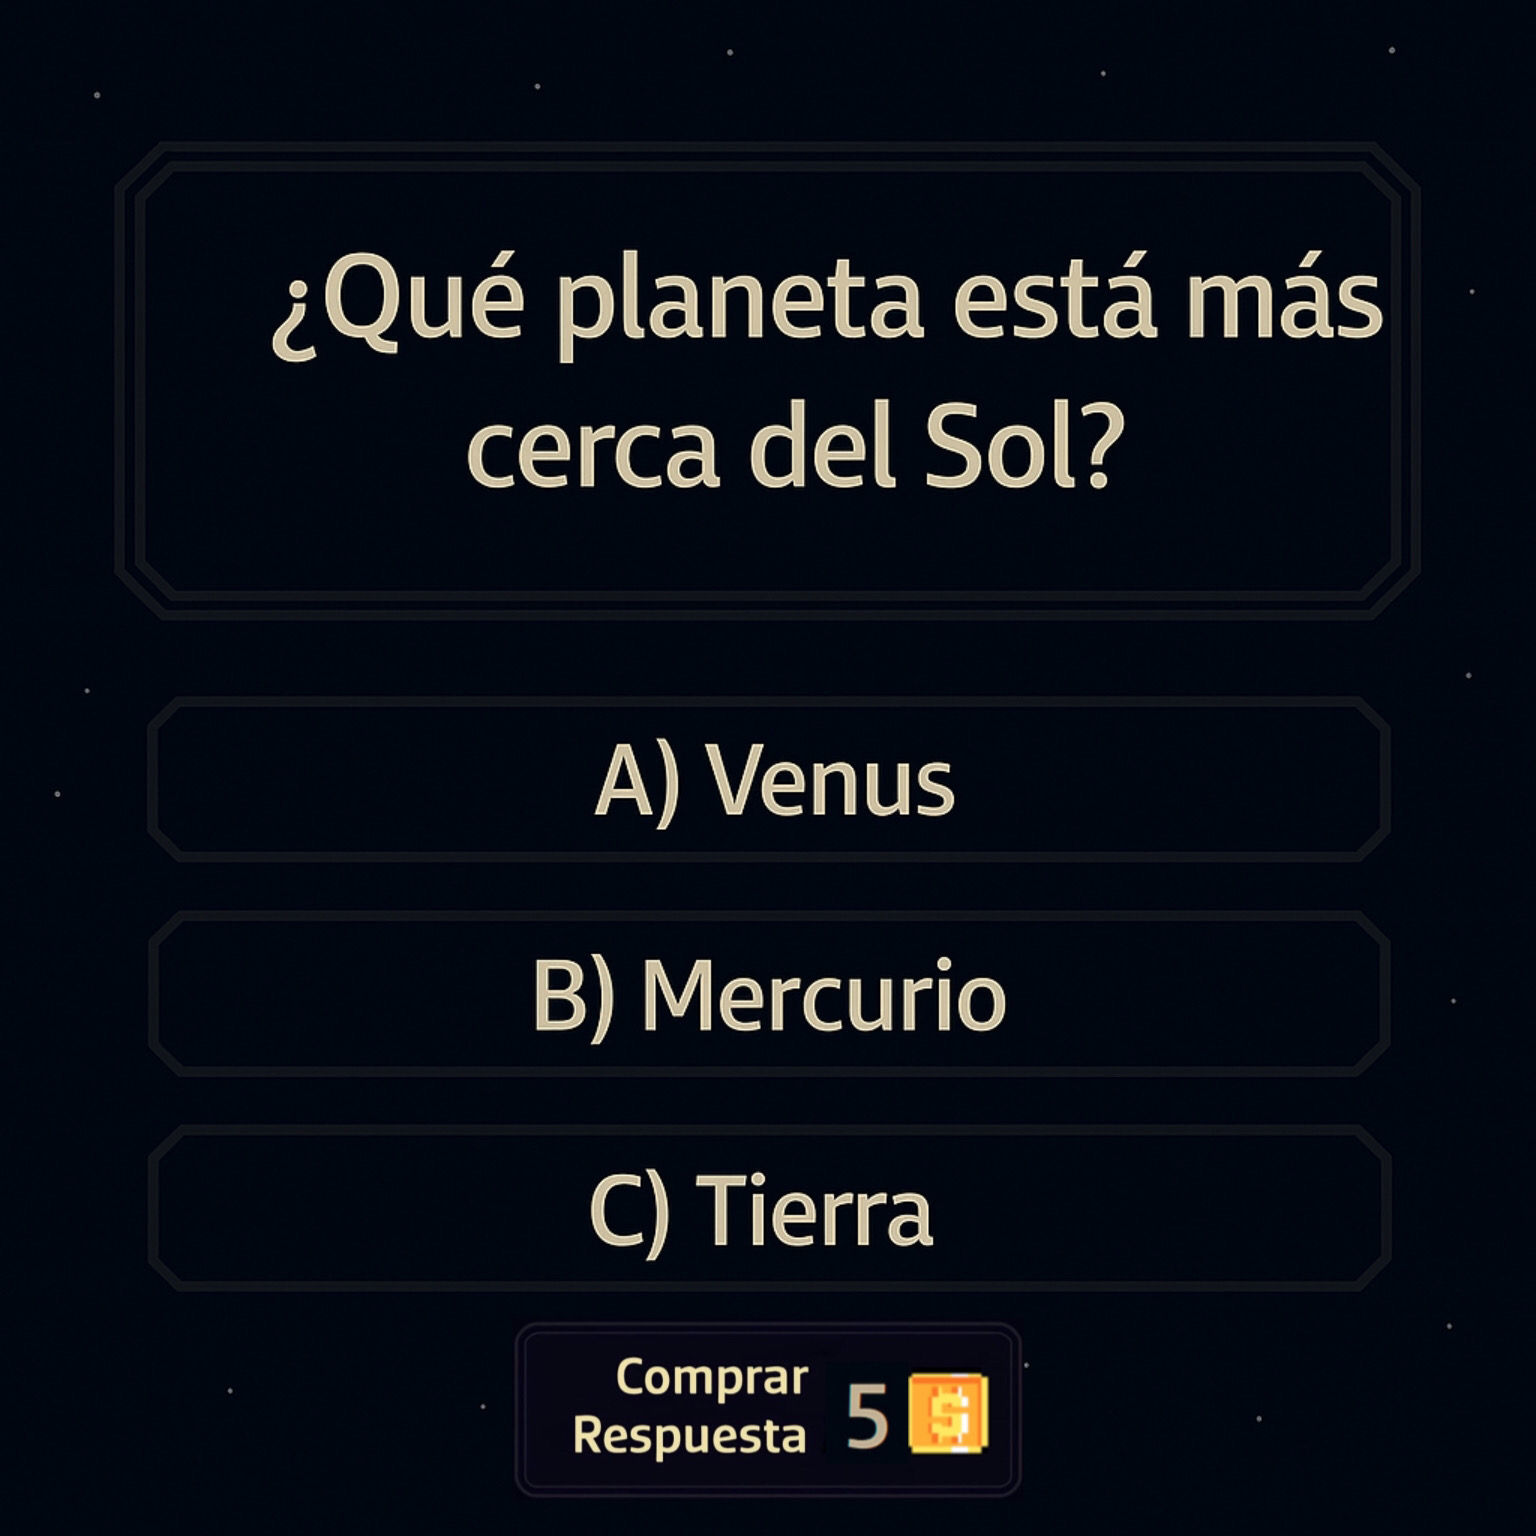 ¿Qué planeta está más
cerca del Sol?
A) Venus
B) Mercurio
C) Tierra
Comprar
Respuesta
5 $